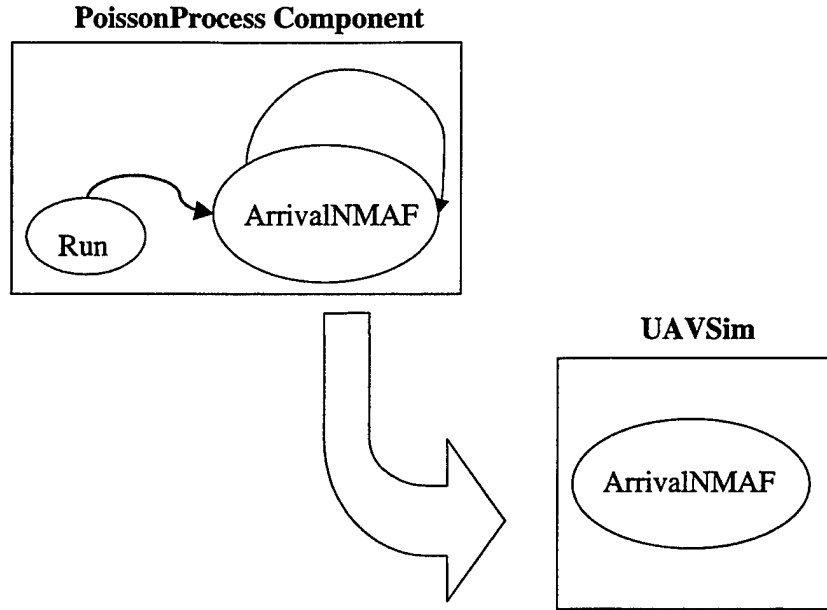 PoissonProcess Component
Run
ArrivalNMAF
UAVSim
ArrivalNMAF